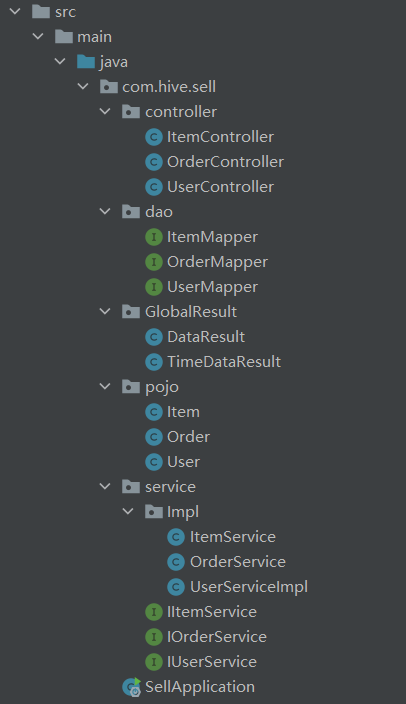 src
main
java
com.hive.sell
controller
ItemController
OrderController
UserController
dao
ItemMapper
OrderMapper
UserMapper
GlobalResult
DataResult
TimeDataResult
pojo
Item
Order
User
service
Impl
ItemService
OrderService
UserServiceImpl
IItemService
IOrderService
IUserService
SellApplication